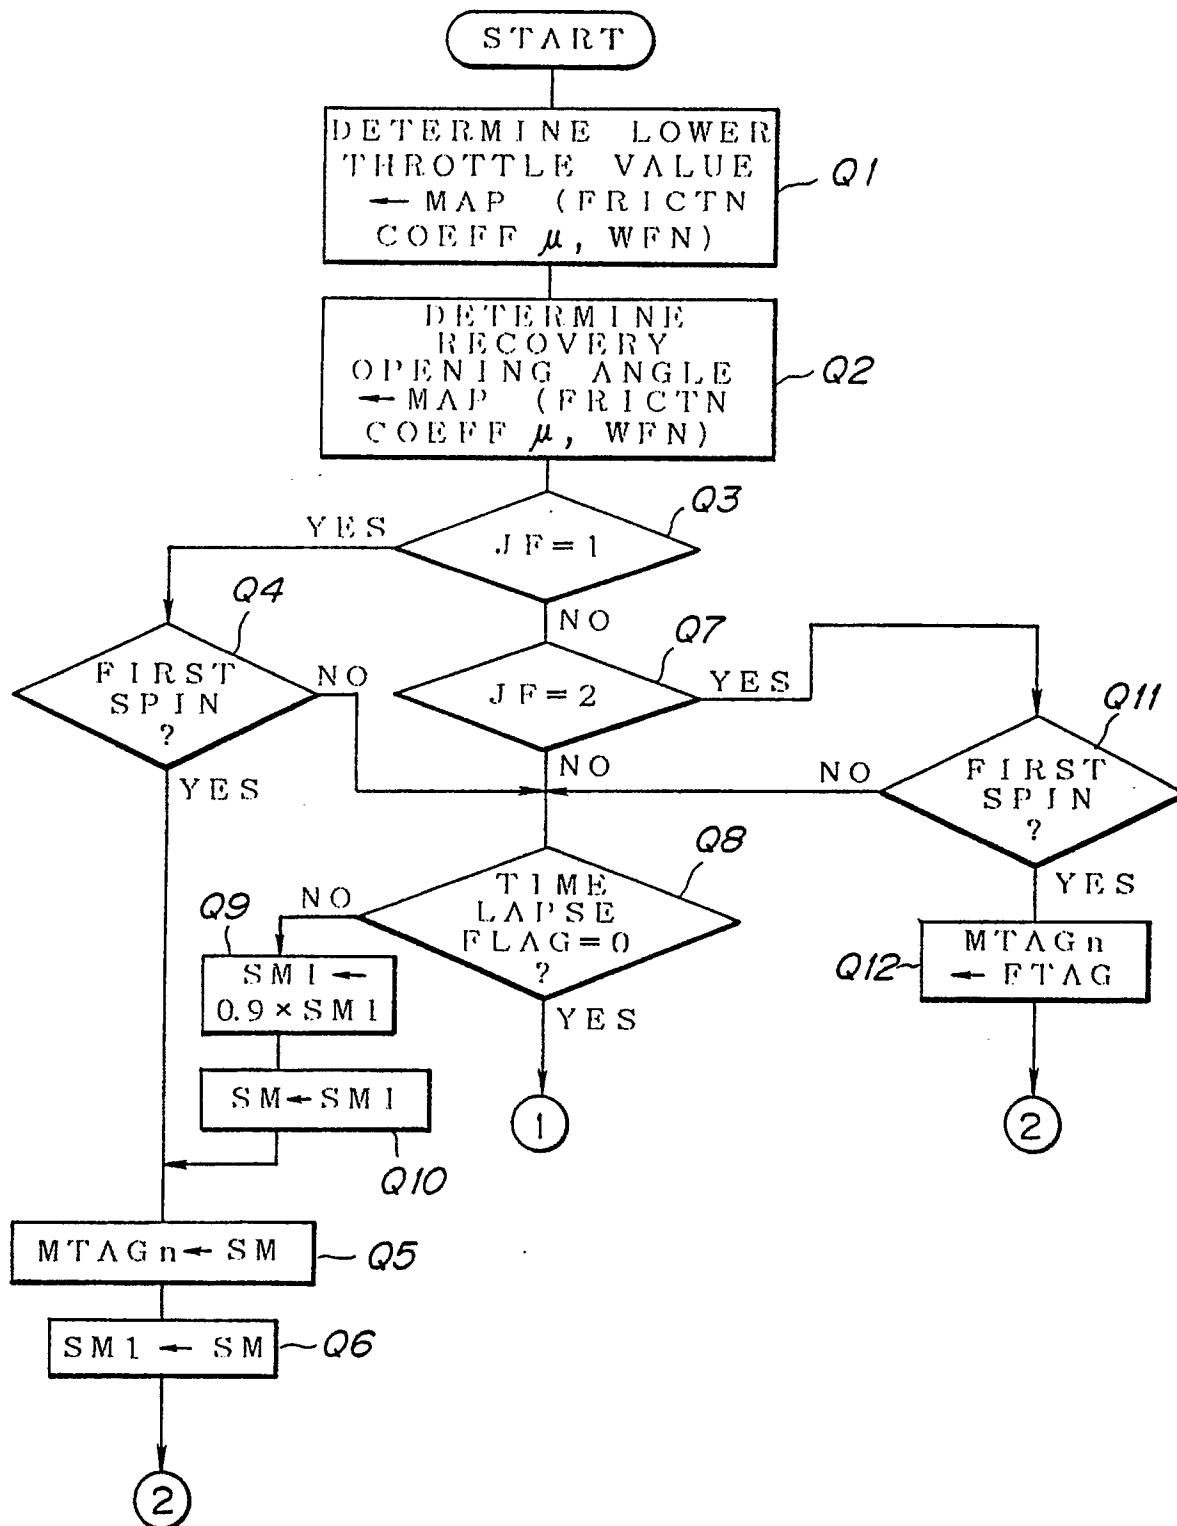 START
DETERMINE LOWER
THROTTLE VALUE
← MAP (FRICTN
COEFF μ, WFN)
Q1
DETERMINE
RECOVERY
OPENING ANGLE
← MAP (FRICTN
COEFF μ, WFN)
Q2
Q3
YES
JF=1
NO
Q4
FIRST
SPIN
?
NO
YES
Q7
JF=2
YES
NO
Q11
FIRST
SPIN
?
NO
YES
Q8
TIME
LAPSE
FLAG=0
?
NO
YES
Q9
SM1 ←
0.9 × SM1
SM ← SM1
Q10
Q12
MTAGn
← FTAG
1
2
MTAGn ← SM
Q5
SM1 ← SM
Q6
2